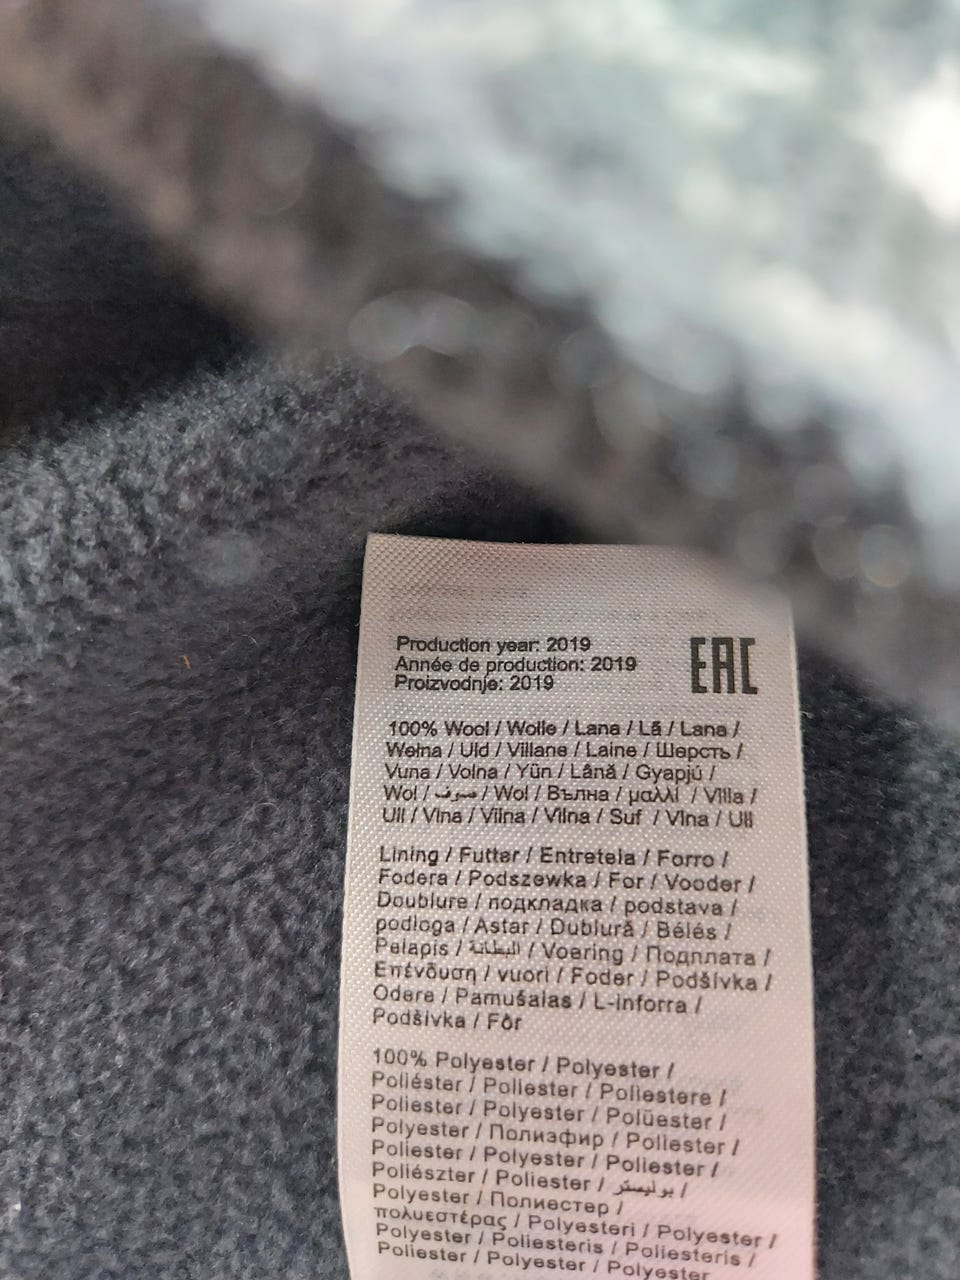 Production year: 2019
Année de production: 2019
Proizvodnje: 2019
EAC
100% Wool / Wolle / Lana / Lã / Lana /
Wełna / Uld / Villane / Laine / Шерсть /
Vuna / Volna / Yün / Lână / Gyapjú /
Wol / صوف / Wol / Вълна / μαλλί / Villa /
Ull / Vlna / Vilna / Vilna / Suf / Vlna / Ull
Lining / Futter / Entretela / Forro /
Fodera / Podszewka / For / Vooder /
Doublure / подкладка / podstava /
podloga / Astar / Dublură / Bélés /
Pelapis / البطانة / Voering / Подплата /
Επένδυση / vuori / Foder / Podšívka /
Odere / Pamušalas / L-inforra /
Podšivka / Fôr
100% Polyester / Polyester /
Poliéster / Poliester / Poliestere /
Poliester / Polyester / Polüester /
Polyester / Полиэфир / Poliester /
Poliester / Polyester / Poliester /
Poliészter / Poliester / بوليستر /
Polyester / Полиестер /
πολυεστέρας / Polyesteri / Polyester /
Polyester / Poliesteris / Poliesteris /
Poliester / Polyester / Polyester